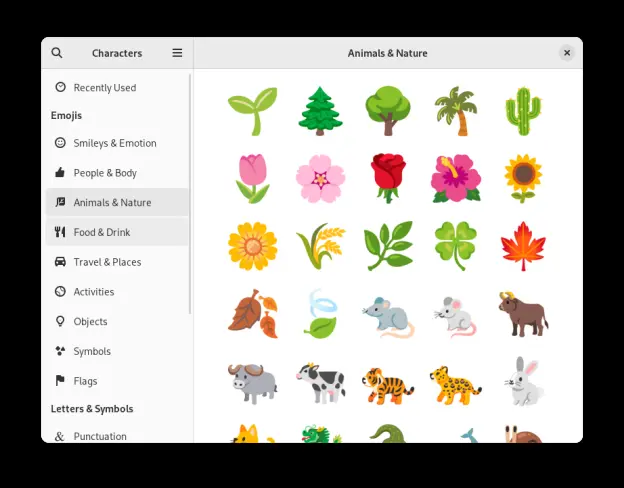 Characters
Animals & Nature
Recently Used
Emojis
Smileys & Emotion
People & Body
Animals & Nature
Food & Drink
Travel & Places
Activities
Objects
Symbols
Flags
Letters & Symbols
& Punctuation